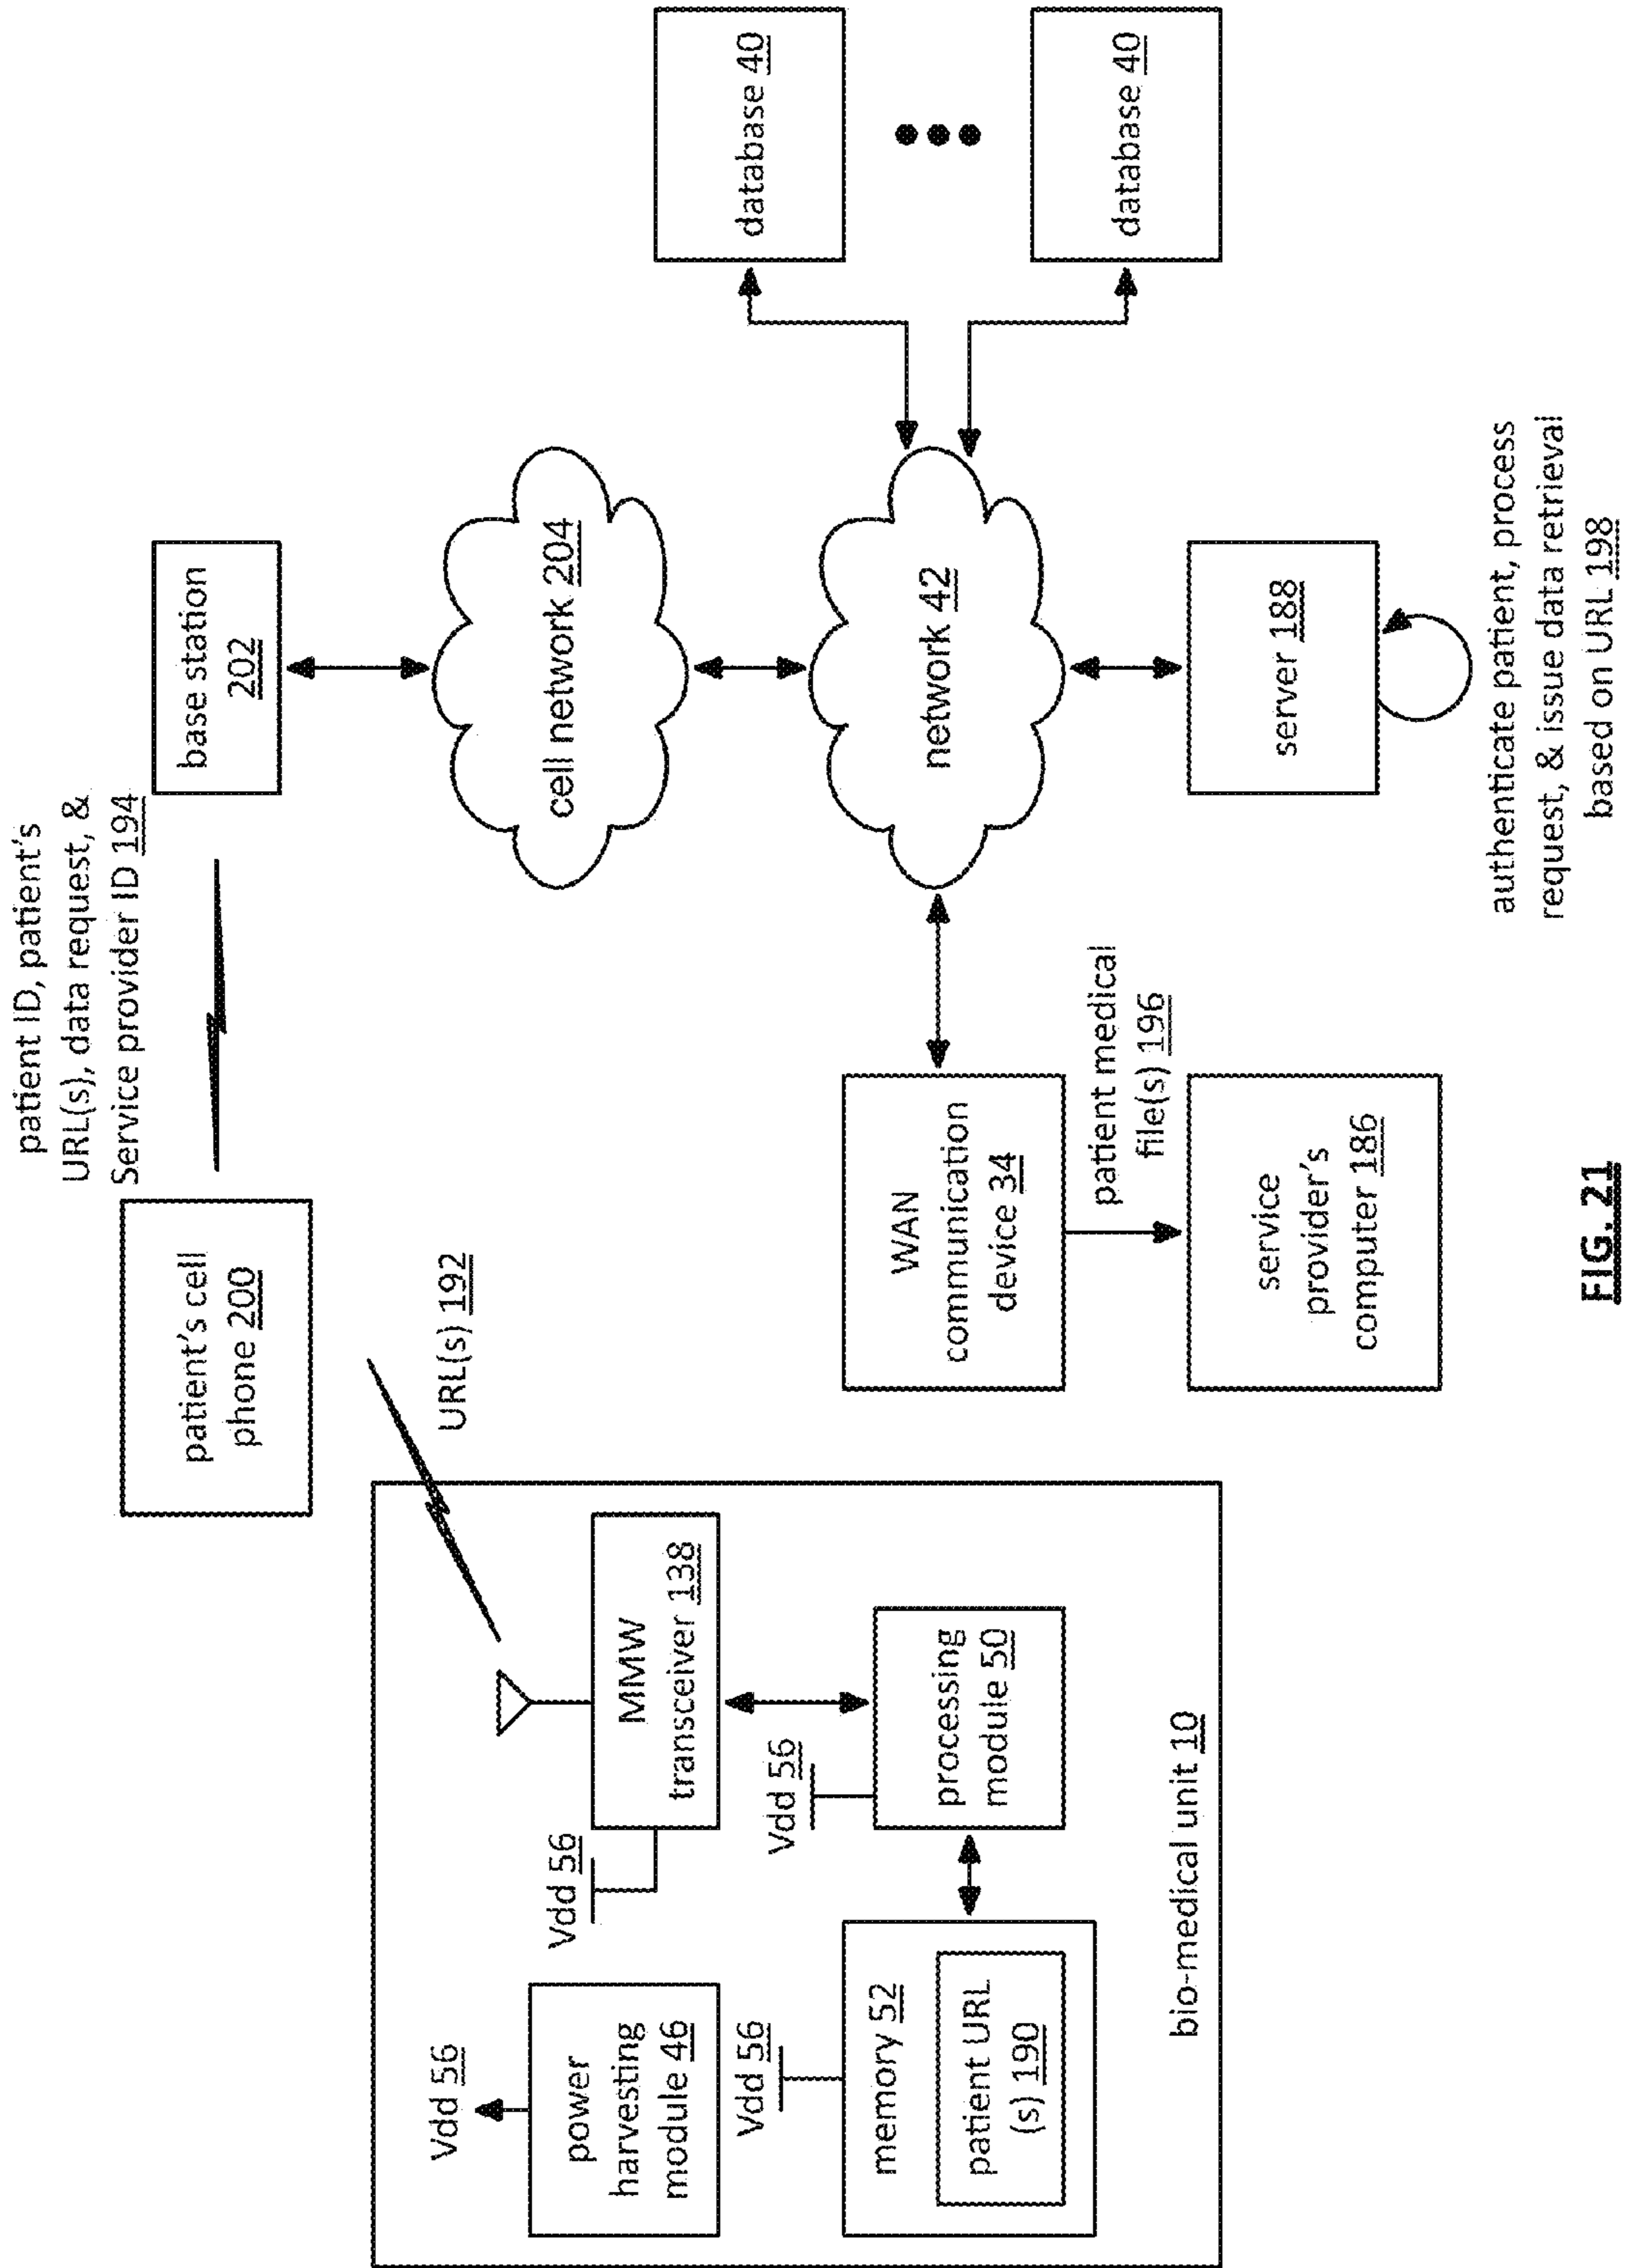 patient ID, patient's
URL(s), data request, &
Service provider ID 194
patient's cell
phone 200
base station
202
URL(s) 192
cell network 204
Vdd 56
power
harvesting
module 46
Vdd 56
MMW
transceiver 138
Vdd 56
memory 52
patient URL
(s) 190
Vdd 56
processing
module 50
bio-medical unit 10
WAN
communication
device 34
patient medical
file(s) 196
service
provider's
computer 186
network 42
database 40
database 40
server 188
authenticate patient, process
request, & issue data retrieval
based on URL 198
FIG. 21